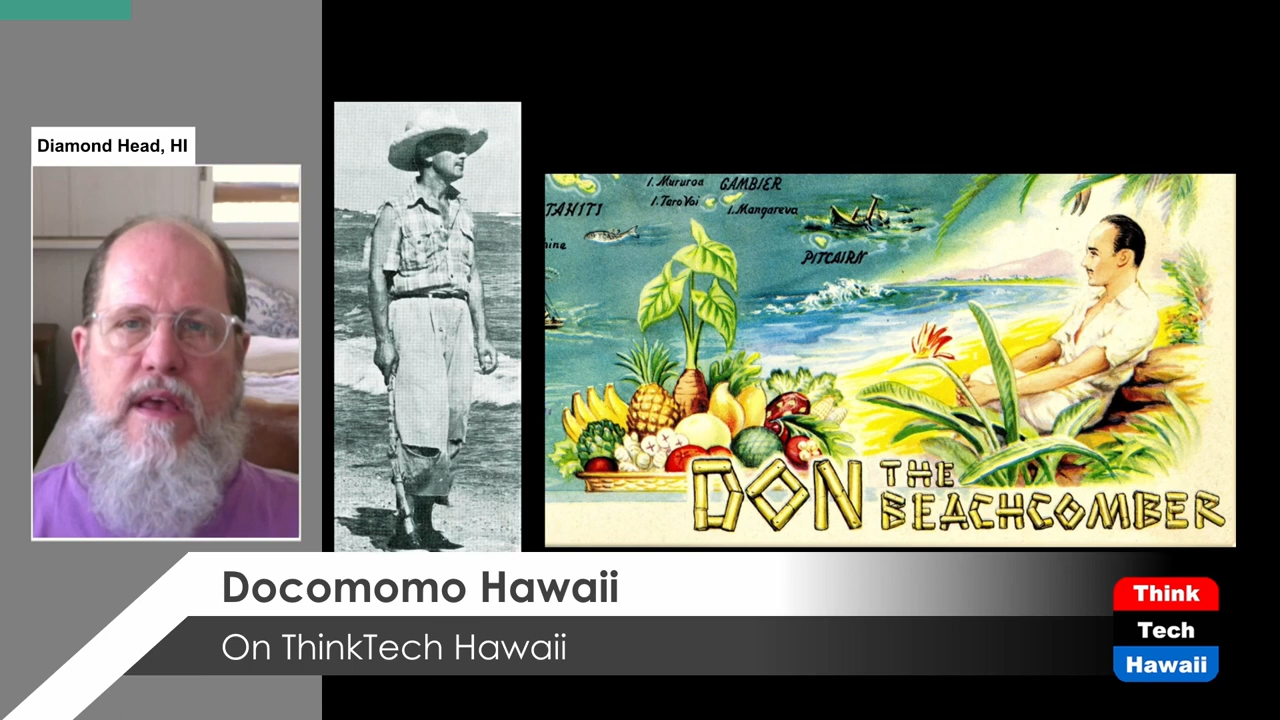 Diamond Head, HI
I. Mururoa
GAMBIER
TAHITI
I. Taro Voi
I. Mangareva
PITCAIRN
DON THE
BEACHCOMBER
Docomomo Hawaii
On ThinkTech Hawaii
Think
Tech
Hawaii